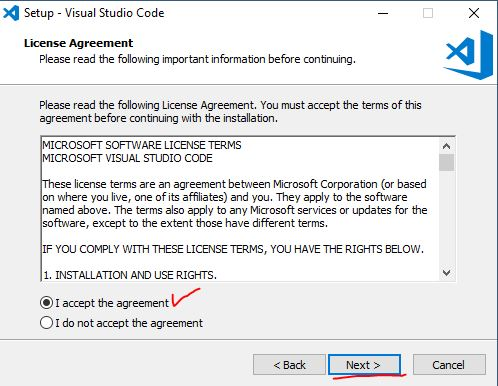 Setup - Visual Studio Code
License Agreement
Please read the following important information before continuing.
Please read the following License Agreement. You must accept the terms of this
agreement before continuing with the installation.
MICROSOFT SOFTWARE LICENSE TERMS
MICROSOFT VISUAL STUDIO CODE
These license terms are an agreement between Microsoft Corporation (or based
on where you live, one of its affiliates) and you. They apply to the software
named above. The terms also apply to any Microsoft services or updates for the
software, except to the extent those have different terms.
IF YOU COMPLY WITH THESE LICENSE TERMS, YOU HAVE THE RIGHTS BELOW.
1. INSTALLATION AND USE RIGHTS.
I accept the agreement
I do not accept the agreement
< Back Next > Cancel